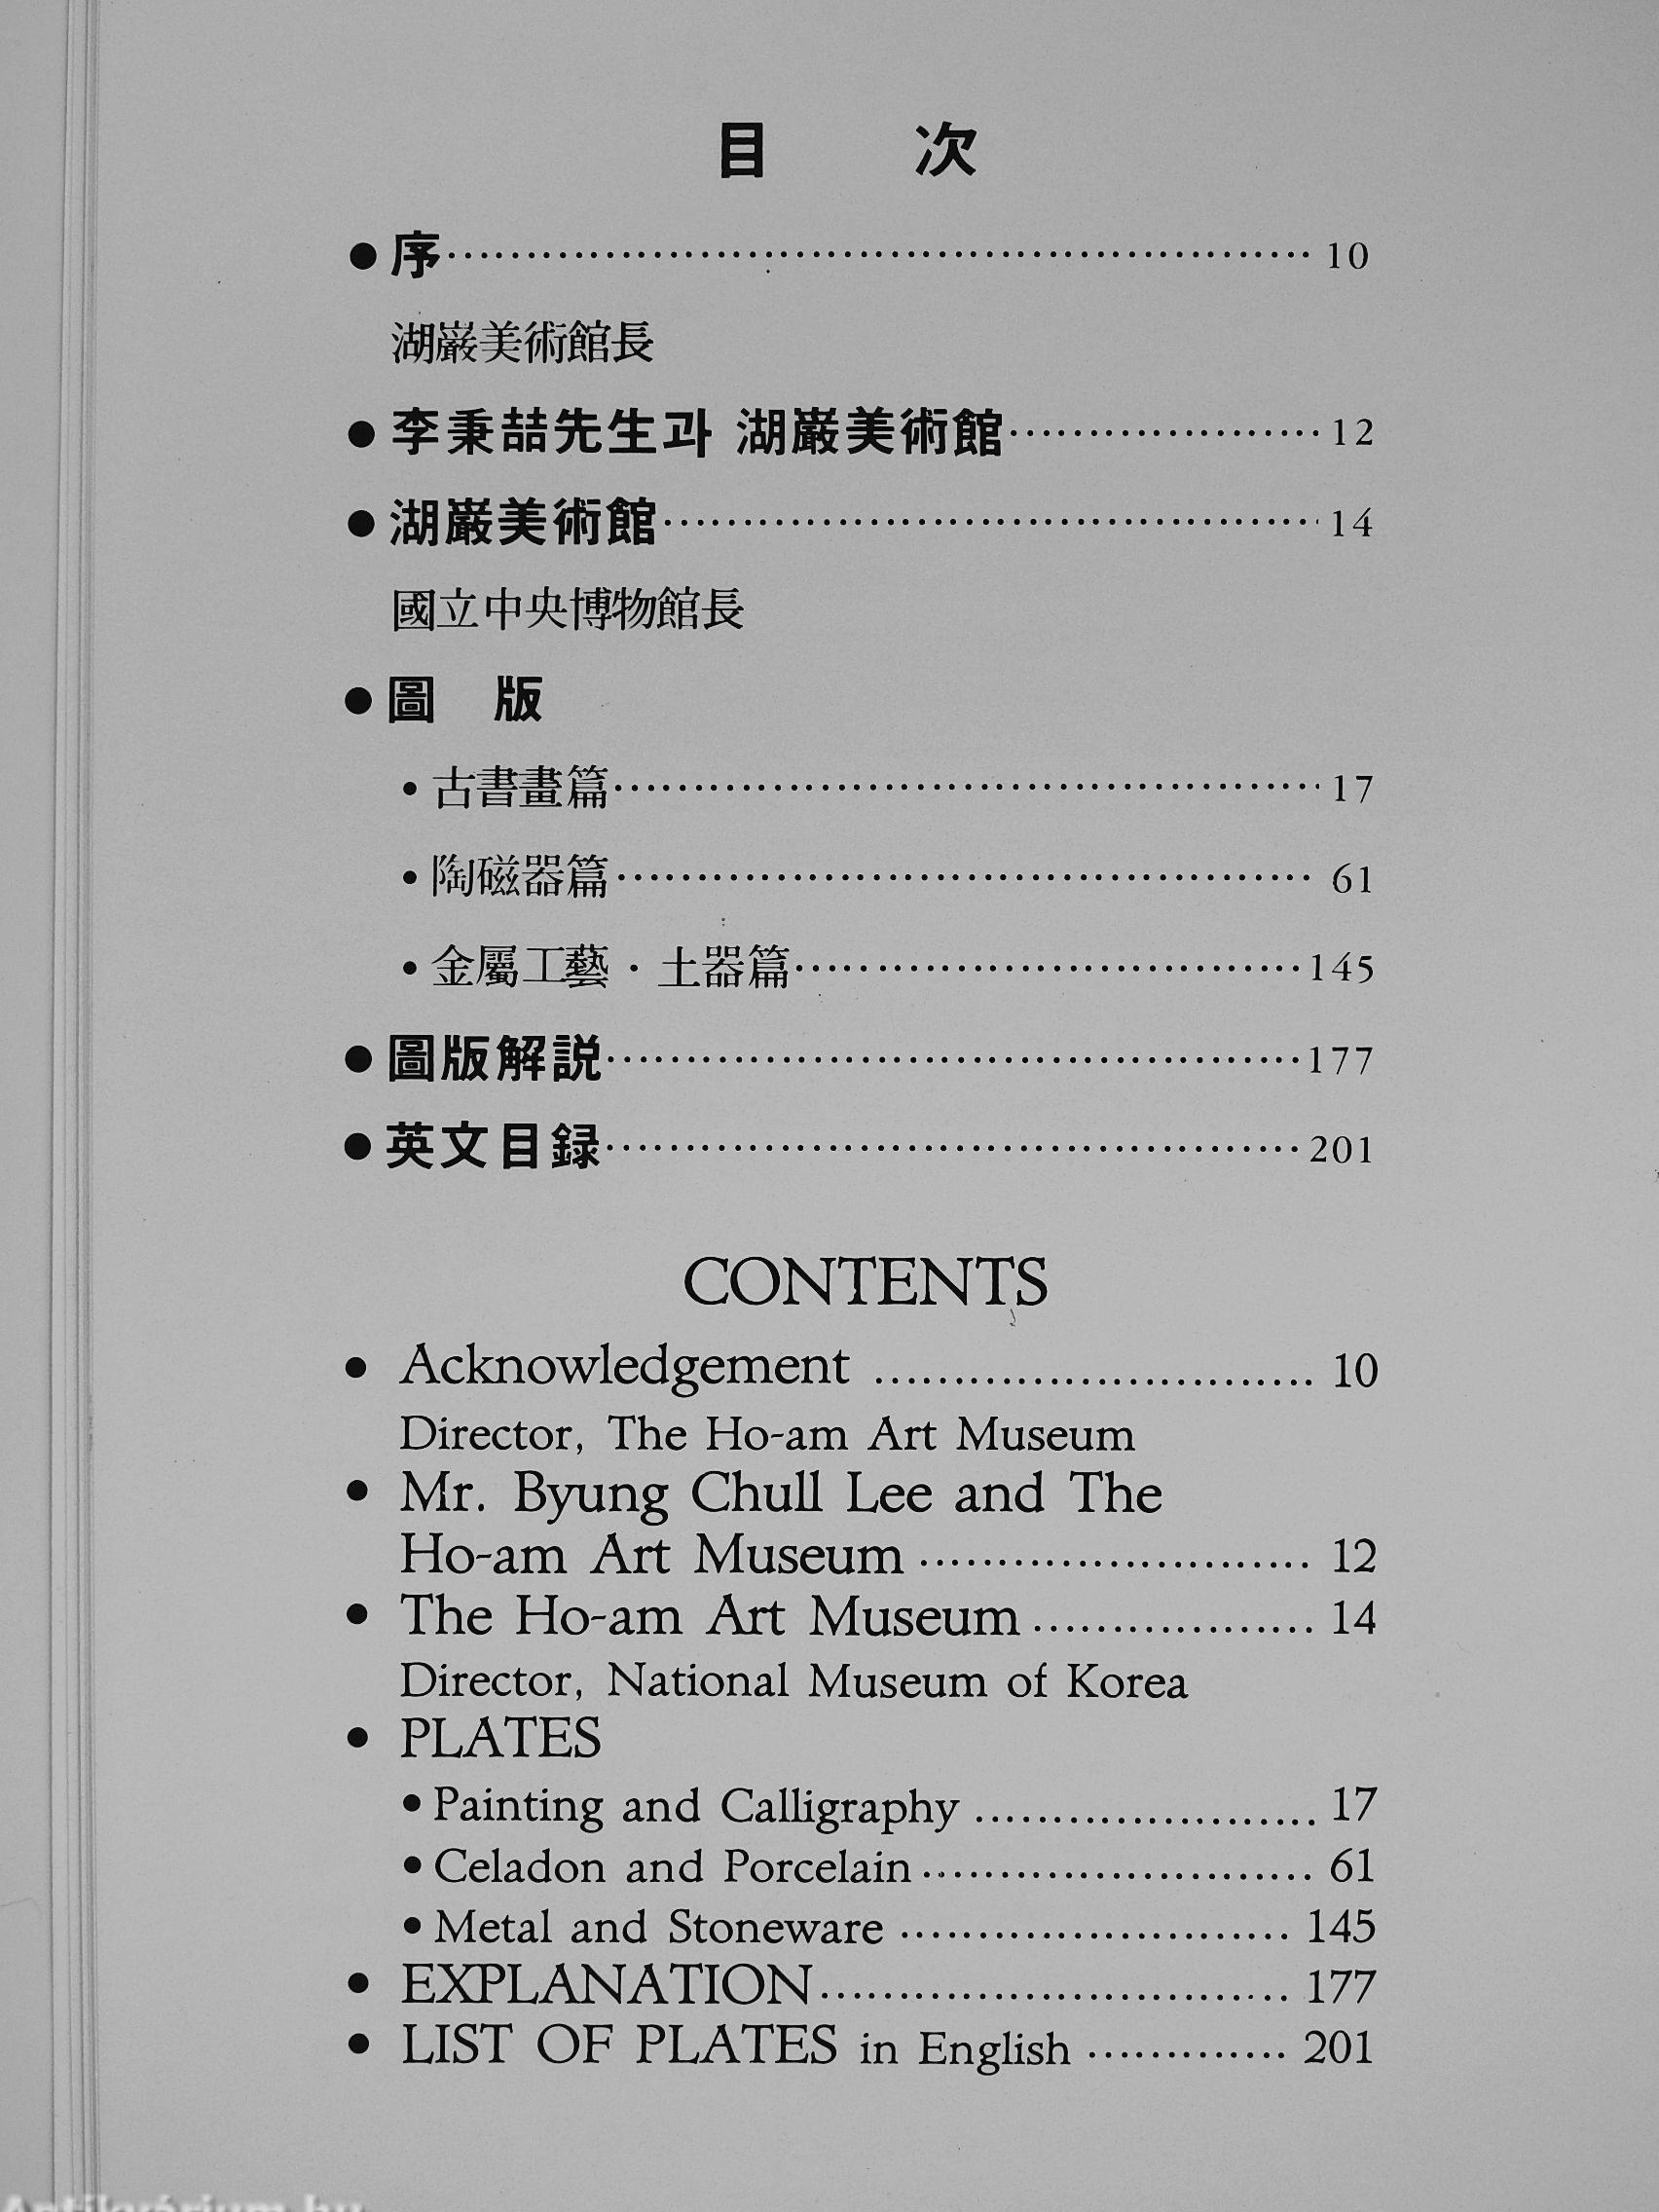 目 次
● 序 ........................................ 10
湖巖美術館長
● 李秉喆先生과 湖巖美術館 .................... 12
● 湖巖美術館 ........................................ 14
國立中央博物館長
● 圖 版
• 古書畫篇 ........................................ 17
• 陶磁器篇 ........................................ 61
• 金屬工藝 · 土器篇 .............................. 145
● 圖版解説 ........................................ 177
● 英文目録 ........................................ 201
CONTENTS
● Acknowledgement ............................ 10
Director, The Ho-am Art Museum
● Mr. Byung Chull Lee and The
Ho-am Art Museum ......................... 12
● The Ho-am Art Museum .................. 14
Director, National Museum of Korea
● PLATES
• Painting and Calligraphy ...................... 17
• Celadon and Porcelain ......................... 61
• Metal and Stoneware ......................... 145
● EXPLANATION .............................. 177
● LIST OF PLATES in English ............. 201
Antikvárium.hu